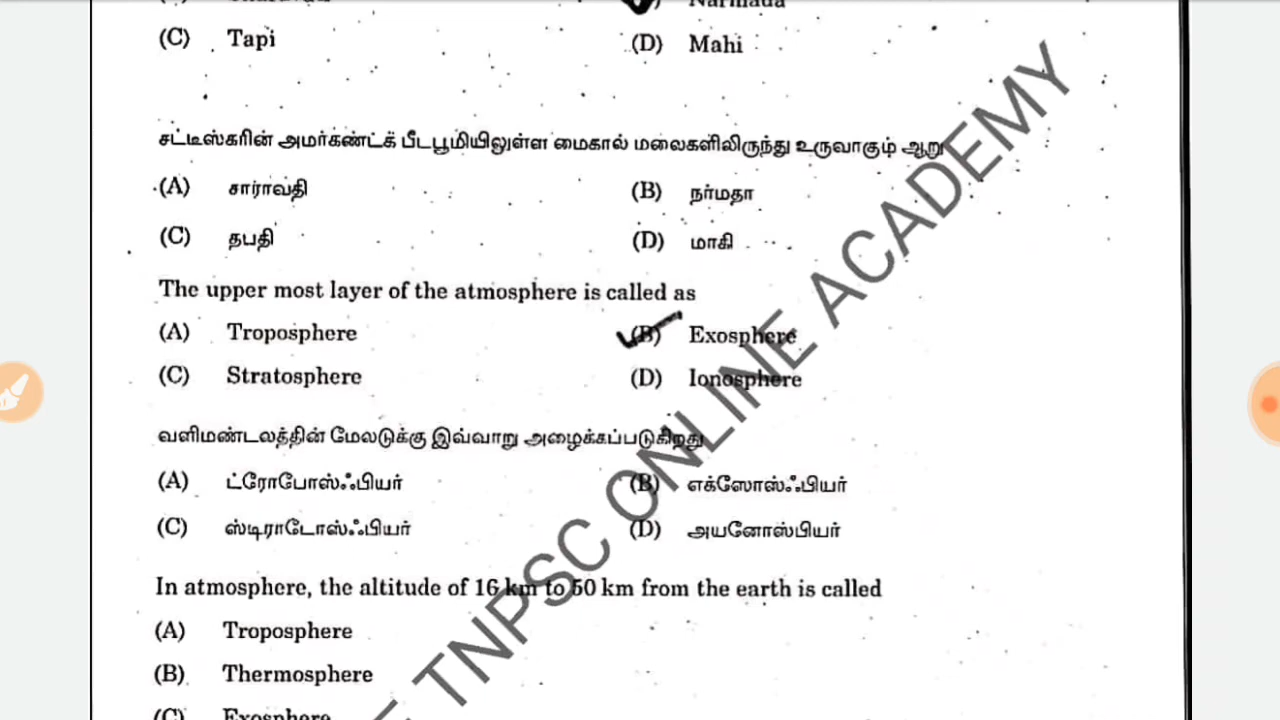 Narmada
(C) Tapi (D) Mahi
சட்டீஸ்கரின் அமர்கண்ட்க் பீடபூமியிலுள்ள மைகால் மலைகளிலிருந்து உருவாகும் ஆறு
(A) சாராவதி (B) நர்மதா
(C) தபதி (D) மாகி
The upper most layer of the atmosphere is called as
(A) Troposphere (B) Exosphere
(C) Stratosphere (D) Ionosphere
வளிமண்டலத்தின் மேலடுக்கு இவ்வாறு அழைக்கப்படுகிறது
(A) ட்ரோபோஸ்ஃபியர் (B) எக்ஸோஸ்ஃபியர்
(C) ஸ்டிராடோஸ்ஃபியர் (D) அயனோஸ்பியர்
In atmosphere, the altitude of 16 km to 50 km from the earth is called
(A) Troposphere
(B) Thermosphere
(C) Exosphere
TNPSC ONLINE ACADEMY